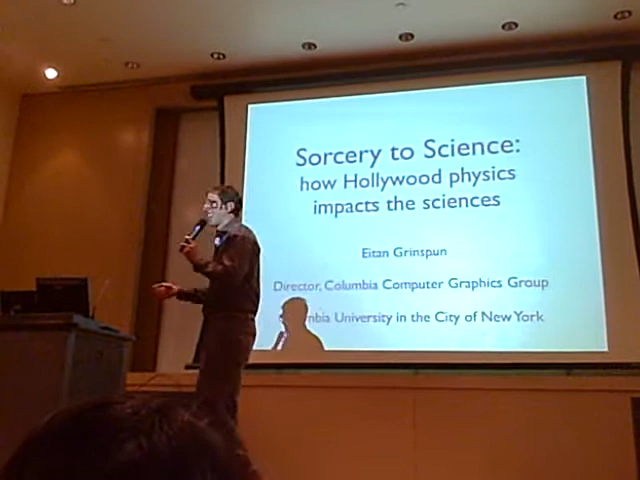 Sorcery to Science:
how Hollywood physics
impacts the sciences
Eitan Grinspun
Director, Columbia Computer Graphics Group
mbia University in the City of New York